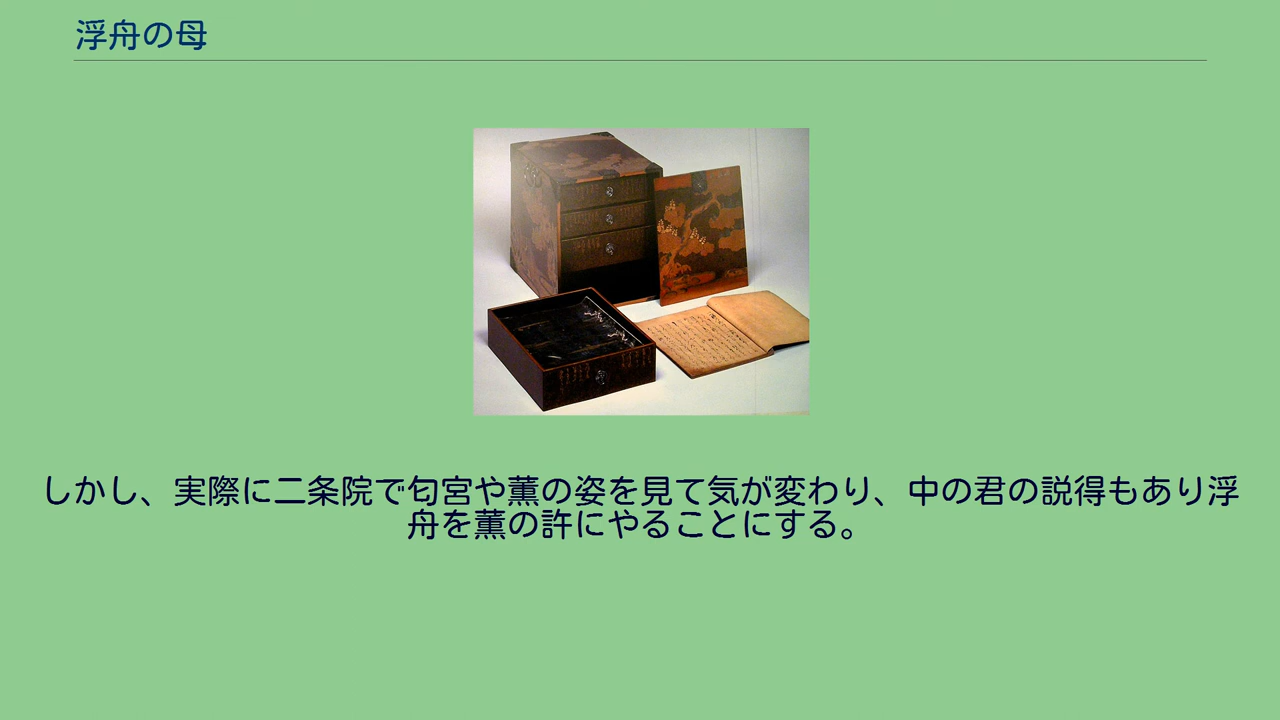 浮舟の母
しかし、実際に二条院で匂宮や薫の姿を見て気が変わり、中の君の説得もあり浮
舟を薫の許にやることにする。